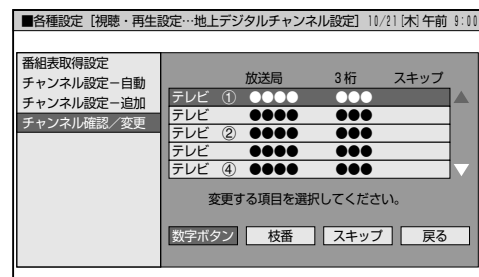 ■各種設定［視聴・再生設定…地上デジタルチャンネル設定］ 10/21［木］午前 9:00
番組表取得設定
チャンネル設定－自動
チャンネル設定－追加
チャンネル確認／変更
放送局 3桁 スキップ
テレビ ① ●●●● ●●●
テレビ ●●●● ●●●
テレビ ② ●●●● ●●●
テレビ ●●●● ●●●
テレビ ④ ●●●● ●●●
変更する項目を選択してください。
数字ボタン 枝番 スキップ 戻る